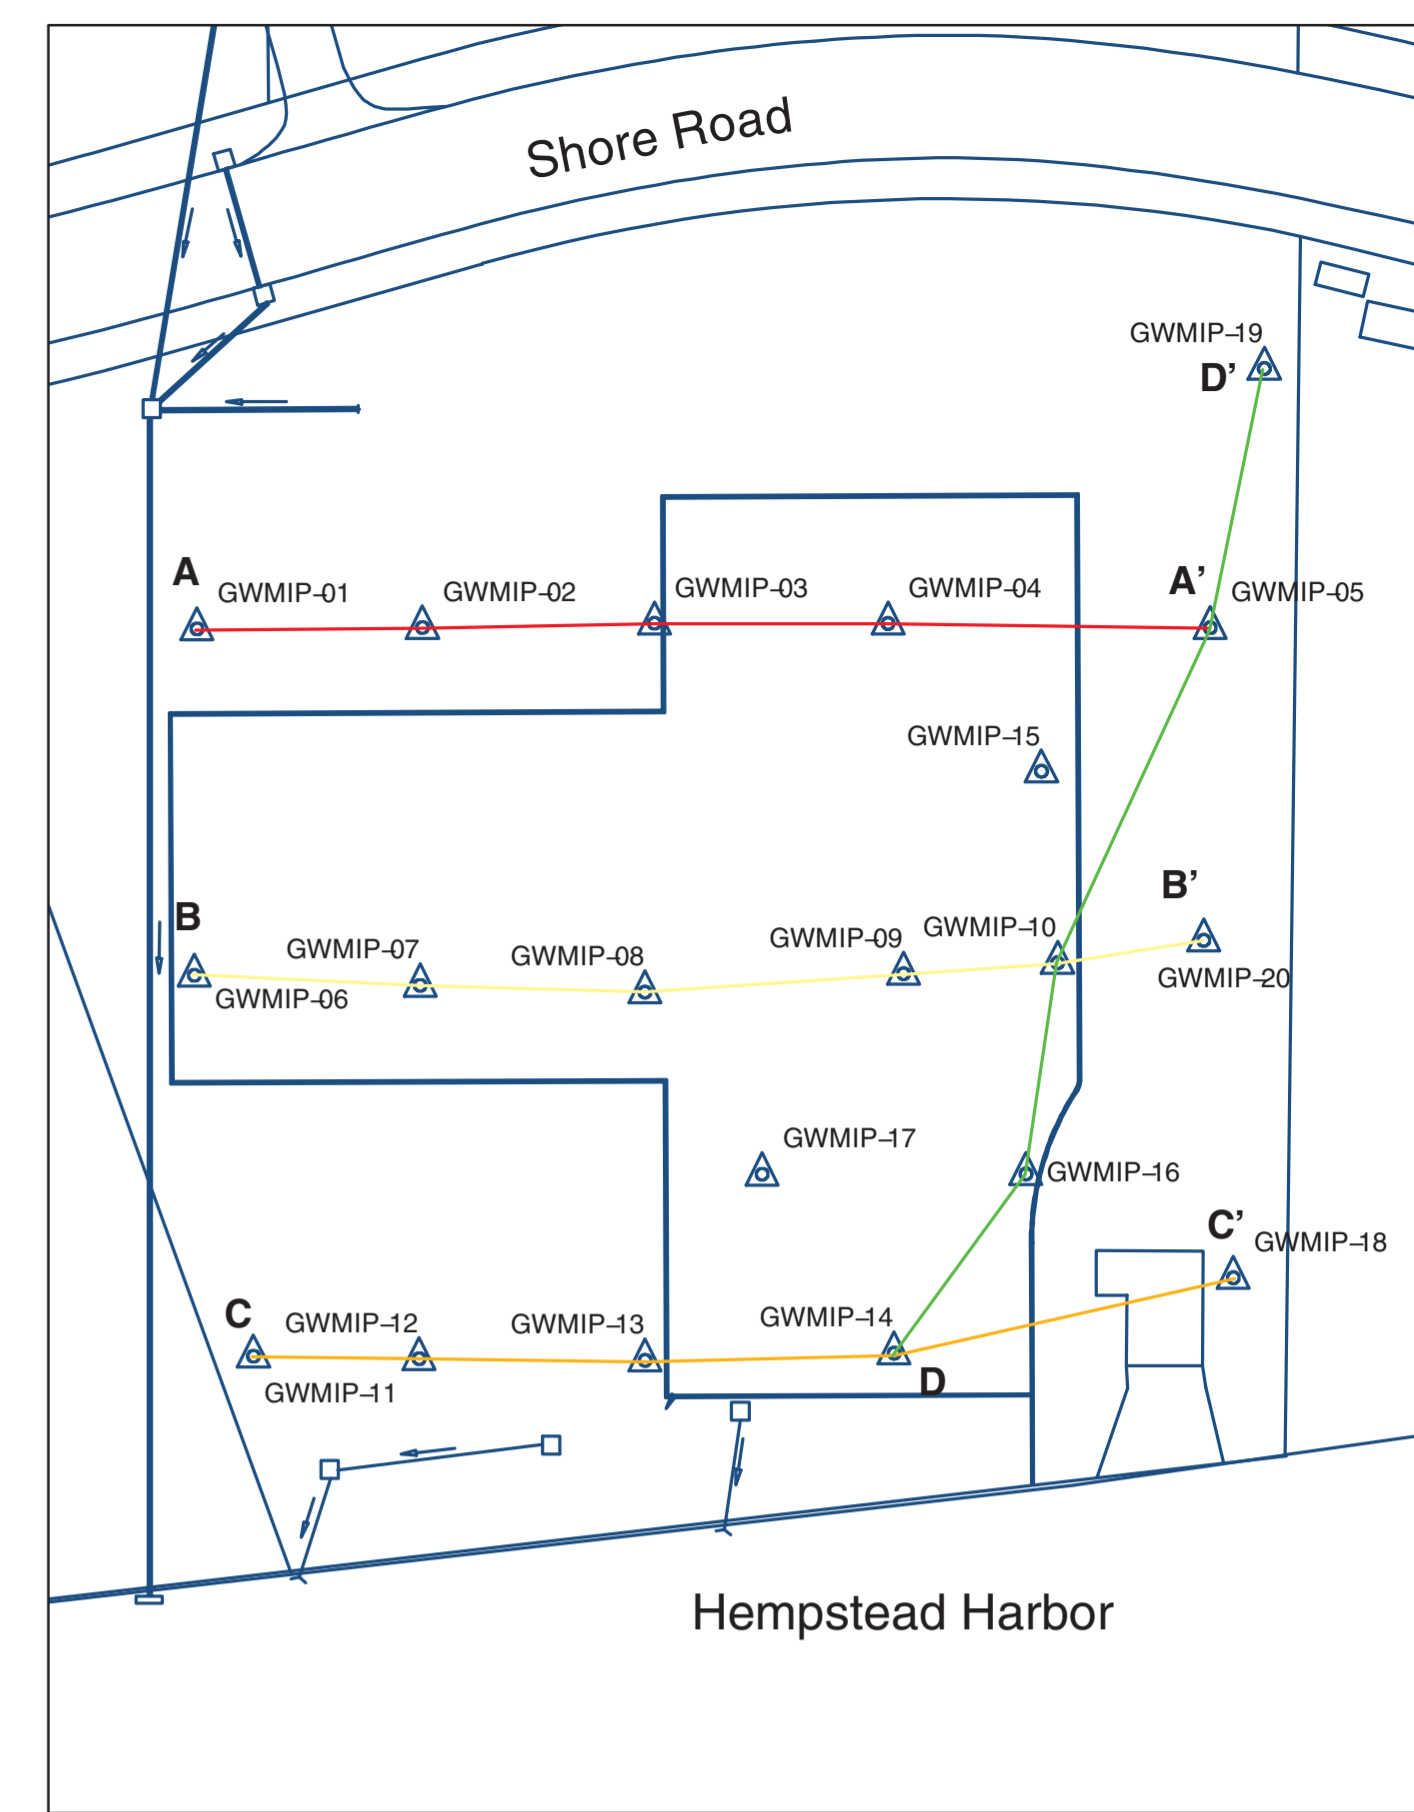 Shore Road
GWMIP-19
D’
A
GWMIP-01
GWMIP-02
GWMIP-03
GWMIP-04
A’
GWMIP-05
GWMIP-15
B
GWMIP-06
GWMIP-07
GWMIP-08
GWMIP-09
GWMIP-10
B’
GWMIP-20
GWMIP-17
GWMIP-16
C’
GWMIP-18
C
GWMIP-11
GWMIP-12
GWMIP-13
GWMIP-14
D
Hempstead Harbor